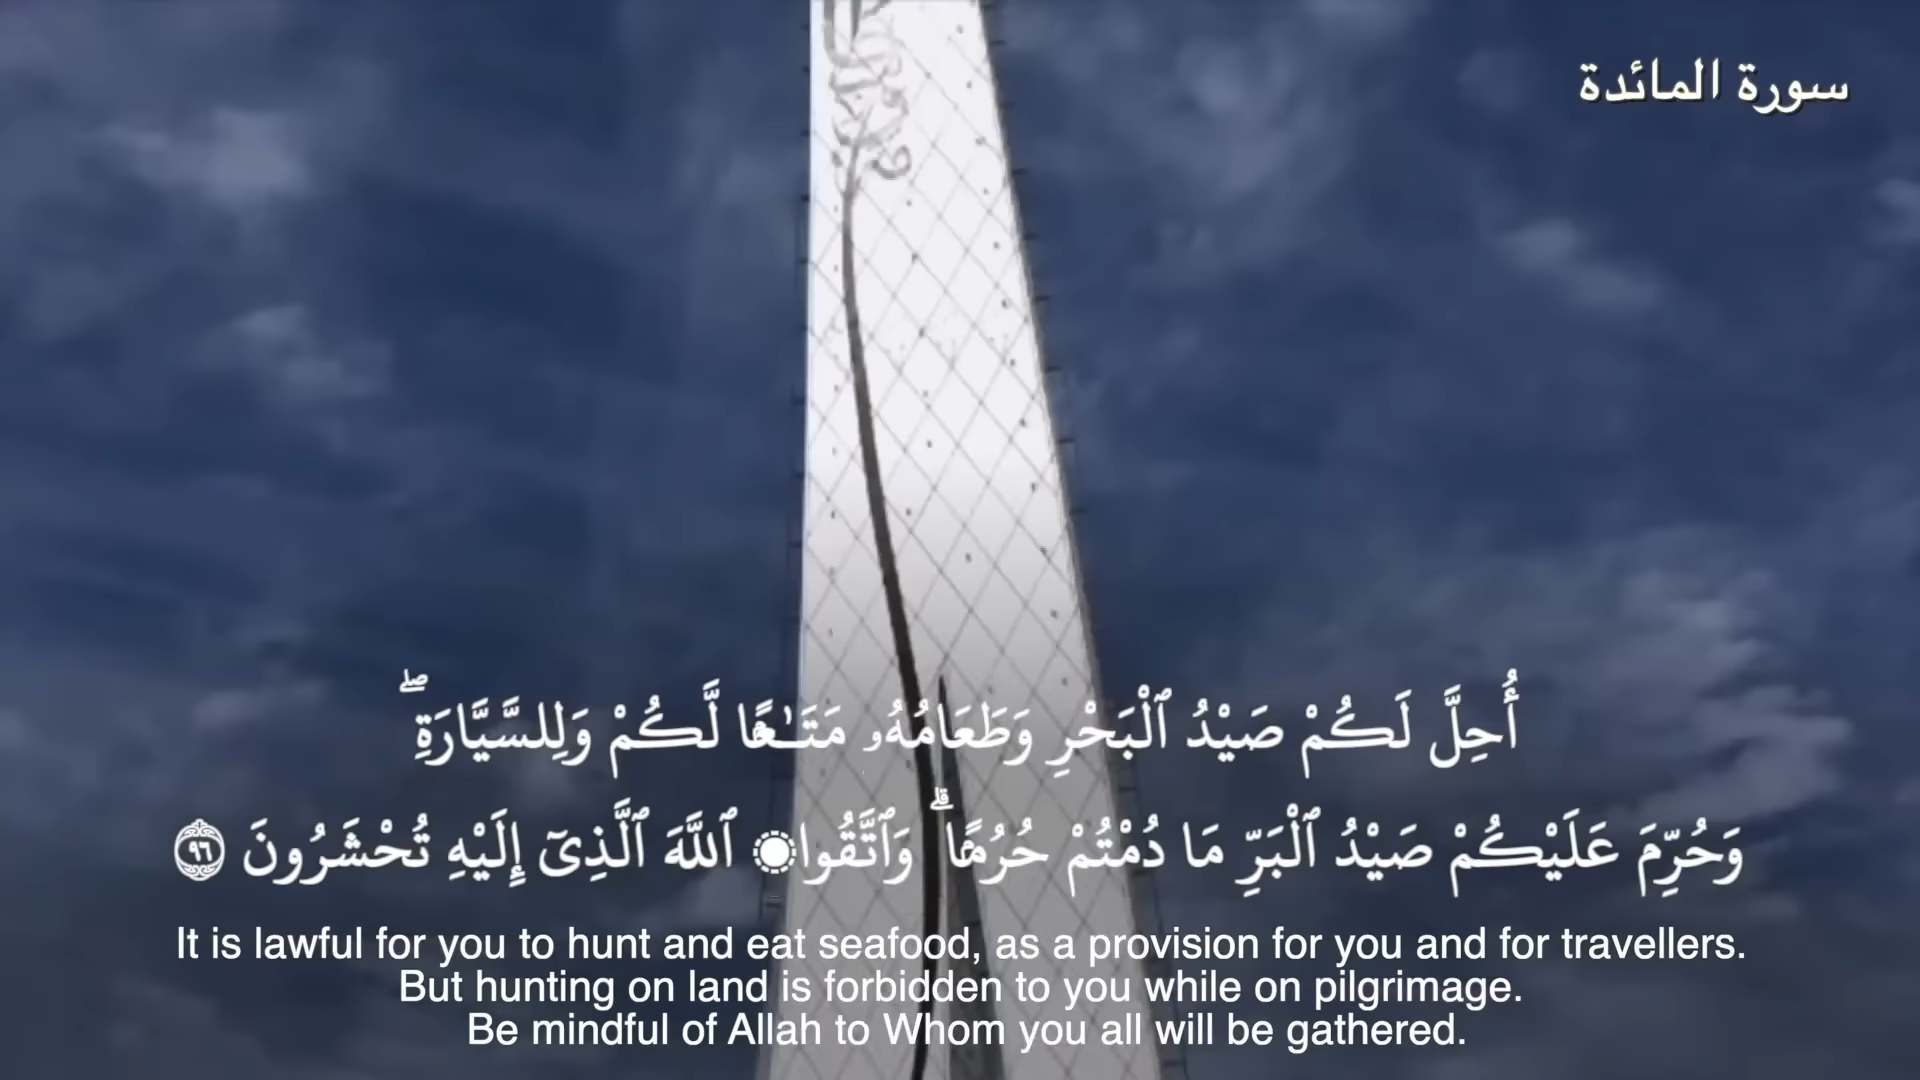 سورة المائدة
أُحِلَّ لَكُمْ صَيْدُ ٱلْبَحْرِ وَطَعَامُهُۥ مَتَـٰعًا لَّكُمْ وَلِلسَّيَّارَةِ ۖ
وَحُرِّمَ عَلَيْكُمْ صَيْدُ ٱلْبَرِّ مَا دُمْتُمْ حُرُمًا ۗ وَٱتَّقُوا۟ ٱللَّهَ ٱلَّذِىٓ إِلَيْهِ تُحْشَرُونَ ٩٦
It is lawful for you to hunt and eat seafood, as a provision for you and for travellers.
But hunting on land is forbidden to you while on pilgrimage.
Be mindful of Allah to Whom you all will be gathered.